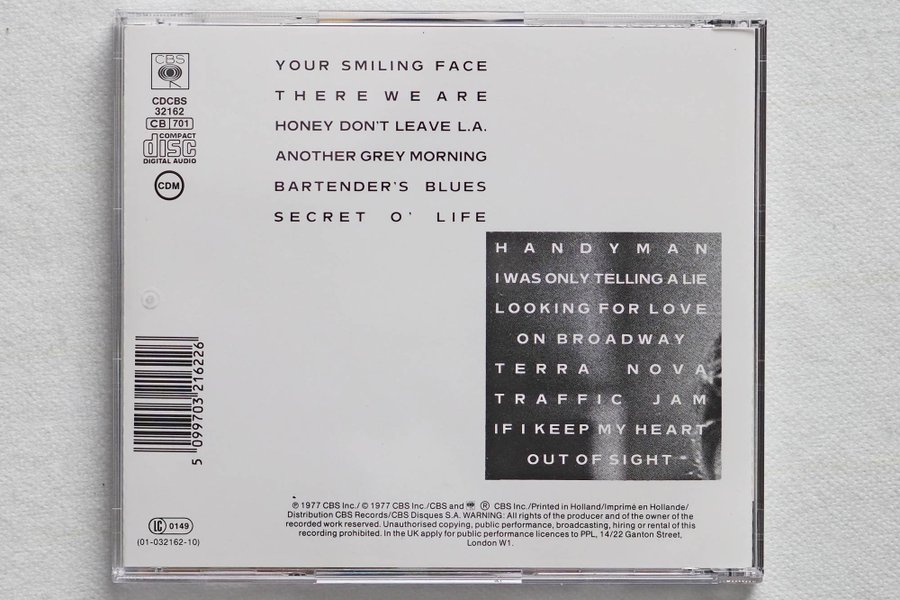 CBS
CDCBS
32162
CB 701
COMPACT
disc
DIGITAL AUDIO
CDM
YOUR SMILING FACE
THERE WE ARE
HONEY DON'T LEAVE L.A.
ANOTHER GREY MORNING
BARTENDER'S BLUES
SECRET O' LIFE
HANDYMAN
I WAS ONLY TELLING A LIE
LOOKING FOR LOVE
ON BROADWAY
TERRA NOVA
TRAFFIC JAM
IF I KEEP MY HEART
OUT OF SIGHT
5 099703 216226
LC 0149
(01-032162-10)
℗ 1977 CBS Inc./ © 1977 CBS Inc./CBS and ® CBS Inc./Printed in Holland/Imprimé en Hollande/
Distribution CBS Records/CBS Disques S.A. WARNING: All rights of the producer and of the owner of the
recorded work reserved. Unauthorised copying, public performance, broadcasting, hiring or rental of this
recording prohibited. In the UK apply for public performance licences to PPL, 14/22 Ganton Street,
London W1.